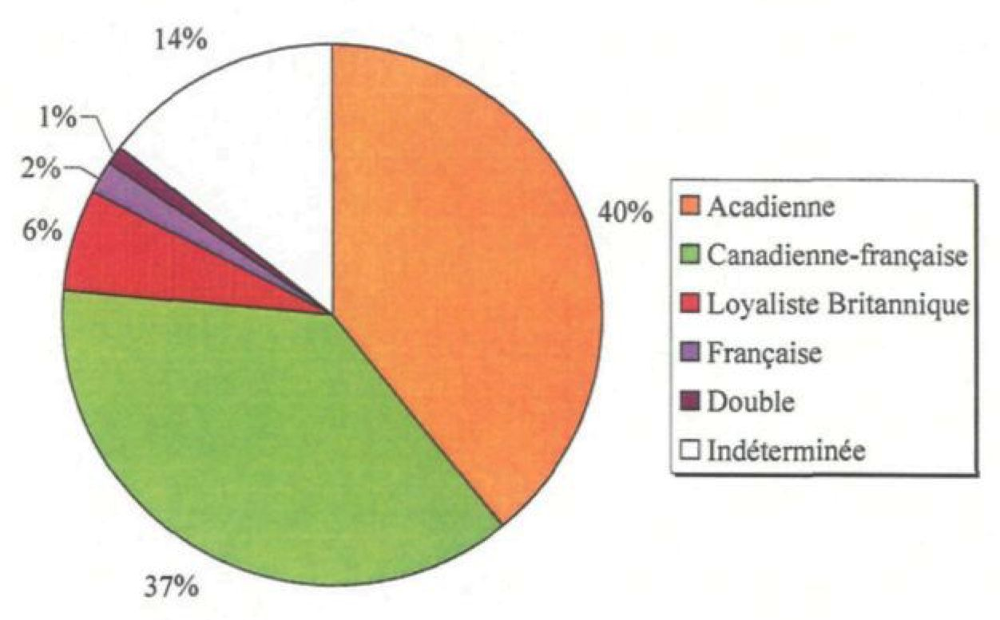 14%
1%
2%
6%
40%
37%
Acadienne
Canadienne-française
Loyaliste Britannique
Française
Double
Indéterminée